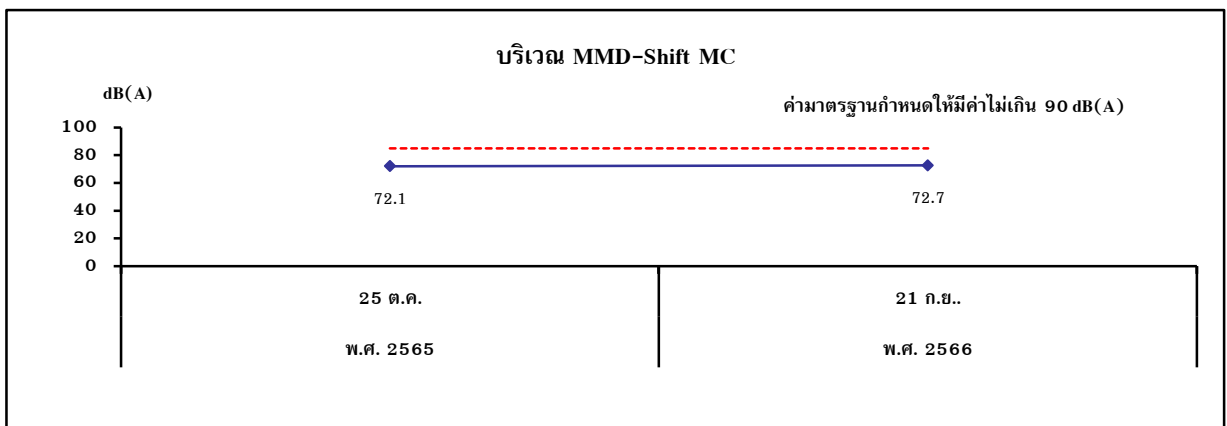 บริเวณ MMD-Shift MC
dB(A)
ค่ามาตรฐานกำหนดให้มีค่าไม่เกิน 90 dB(A)
100
80
60
40
20
0
72.1
72.7
25 ต.ค.
21 ก.ย..
พ.ศ. 2565
พ.ศ. 2566